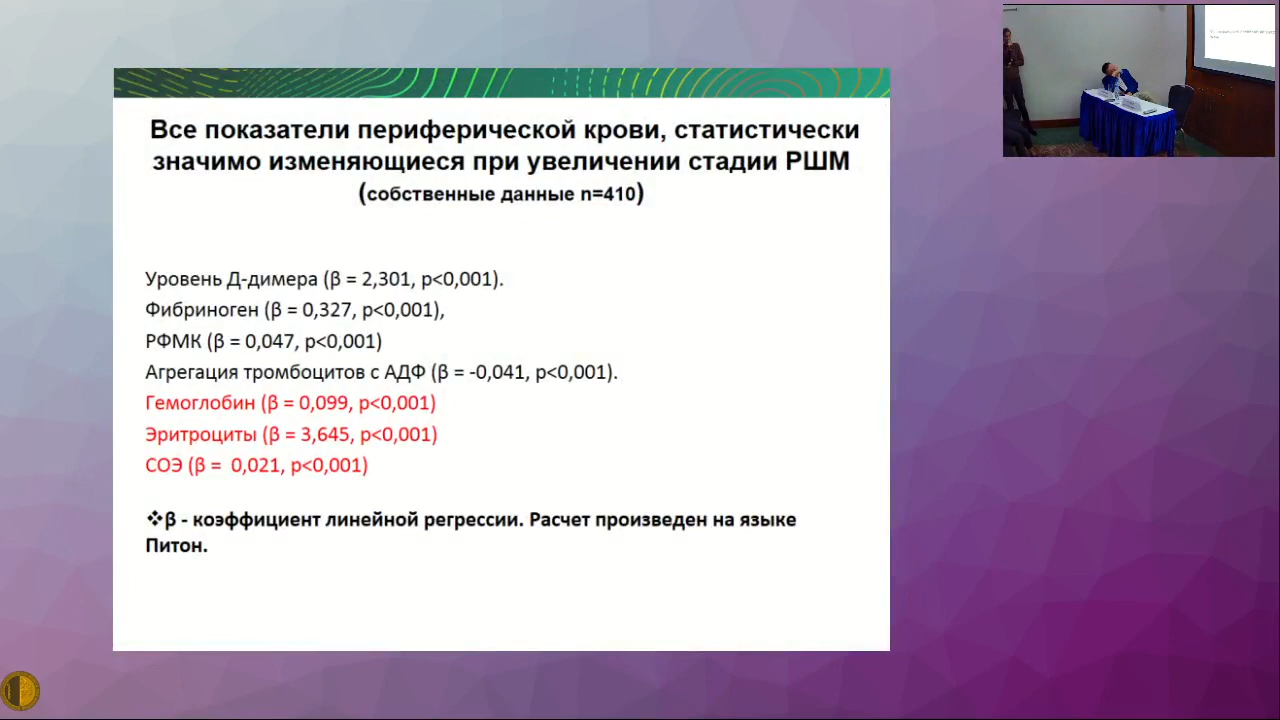 Все показатели периферической крови, статистически
значимо изменяющиеся при увеличении стадии РШМ
(собственные данные n=410)
Уровень Д-димера (β = 2,301, p<0,001).
Фибриноген (β = 0,327, p<0,001),
РФМК (β = 0,047, p<0,001)
Агрегация тромбоцитов с АДФ (β = -0,041, p<0,001).
Гемоглобин (β = 0,099, p<0,001)
Эритроциты (β = 3,645, p<0,001)
СОЭ (β =  0,021, p<0,001)
❖β - коэффициент линейной регрессии. Расчет произведен на языке
Питон.